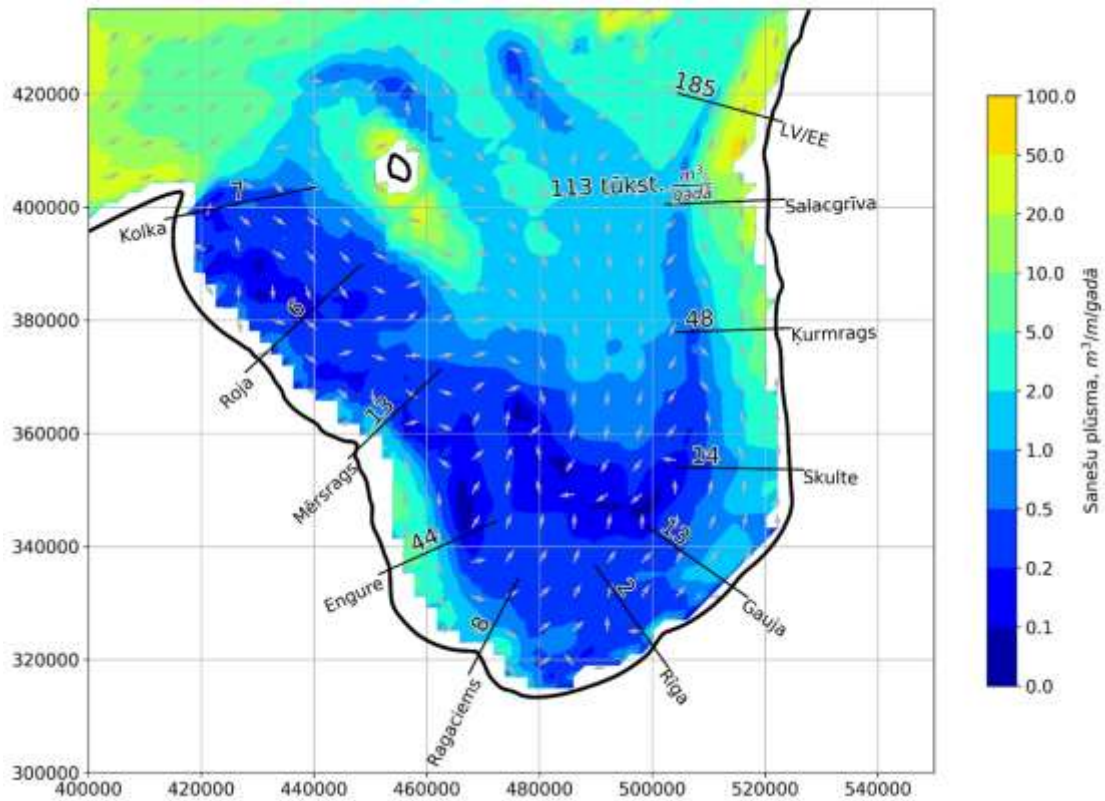 420000
400000
380000
360000
340000
320000
300000
400000 420000 440000 460000 480000 500000 520000 540000
185
LV/EE
113 tūkst. m³/gadā
Salacgrīva
7
Kolka
6
Roja
48
Ķurmrags
13
Mērsrags
14
Skulte
44
Engure
13
Gauja
8
Ragaciems
2
Rīga
100.0
50.0
20.0
10.0
5.0
2.0
1.0
0.5
0.2
0.1
0.0
Sanešu plūsma, m³/m/gadā